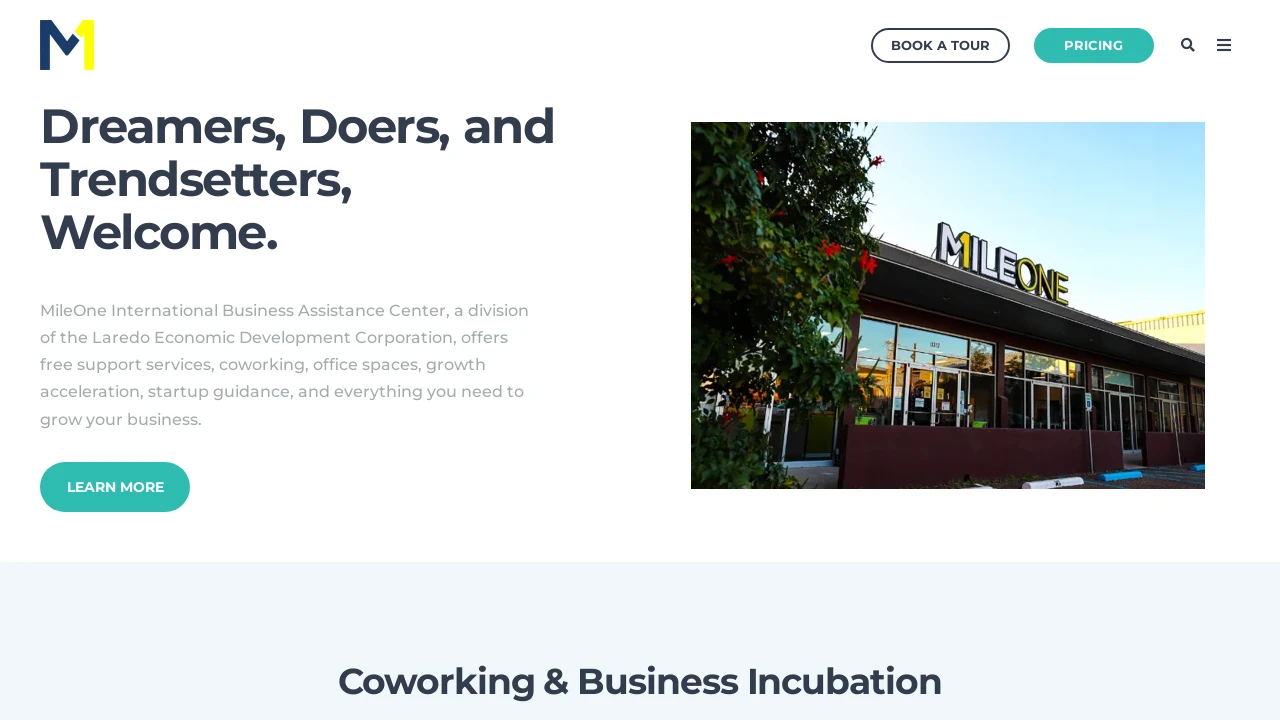 M1
BOOK A TOUR
PRICING
Dreamers, Doers, and
Trendsetters,
Welcome.
MILEONE
MileOne International Business Assistance Center, a division
of the Laredo Economic Development Corporation, offers
free support services, coworking, office spaces, growth
acceleration, startup guidance, and everything you need to
grow your business.
LEARN MORE
Coworking & Business Incubation